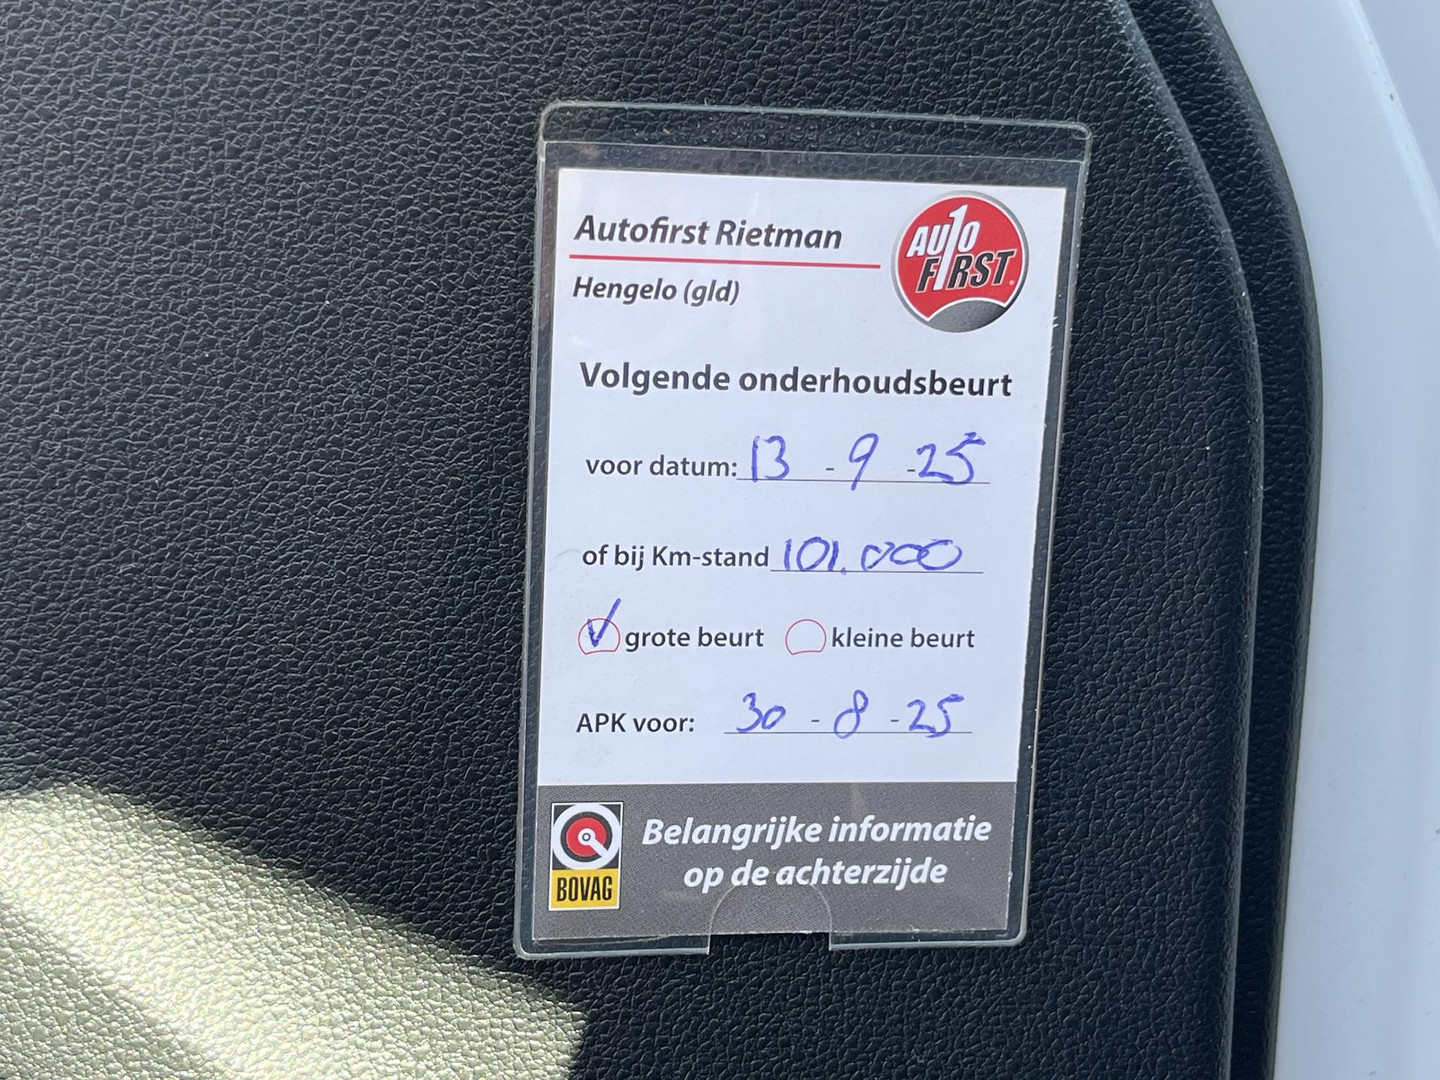 Autofirst Rietman
AUTO
FIRST
Hengelo (gld)
Volgende onderhoudsbeurt
voor datum: 13 - 9 - 25
of bij Km-stand 101.000
grote beurt kleine beurt
APK voor: 30 - 8 - 25
BOVAG
Belangrijke informatie
op de achterzijde